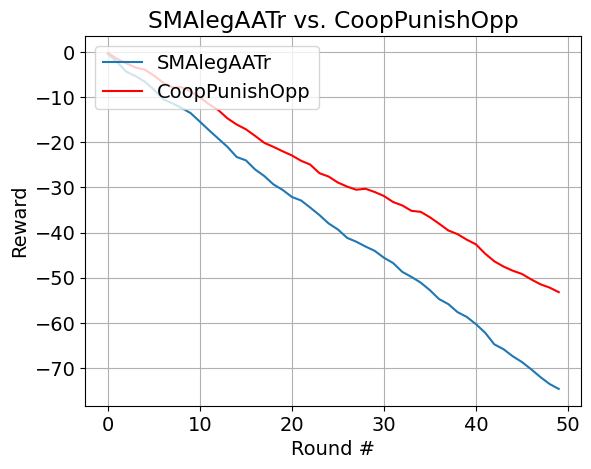 SMAlegAATr vs. CoopPunishOpp
SMAlegAATr
CoopPunishOpp
Reward
0
−10
−20
−30
−40
−50
−60
−70
0 10 20 30 40 50
Round #